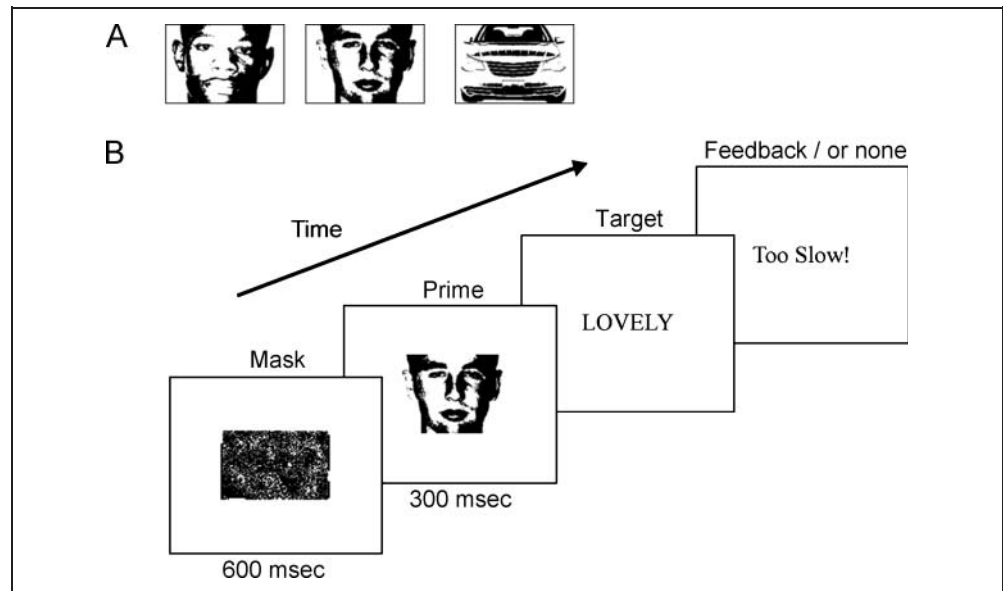 A
B
Feedback / or none
Time
Target
Too Slow!
Prime
LOVELY
Mask
300 msec
600 msec